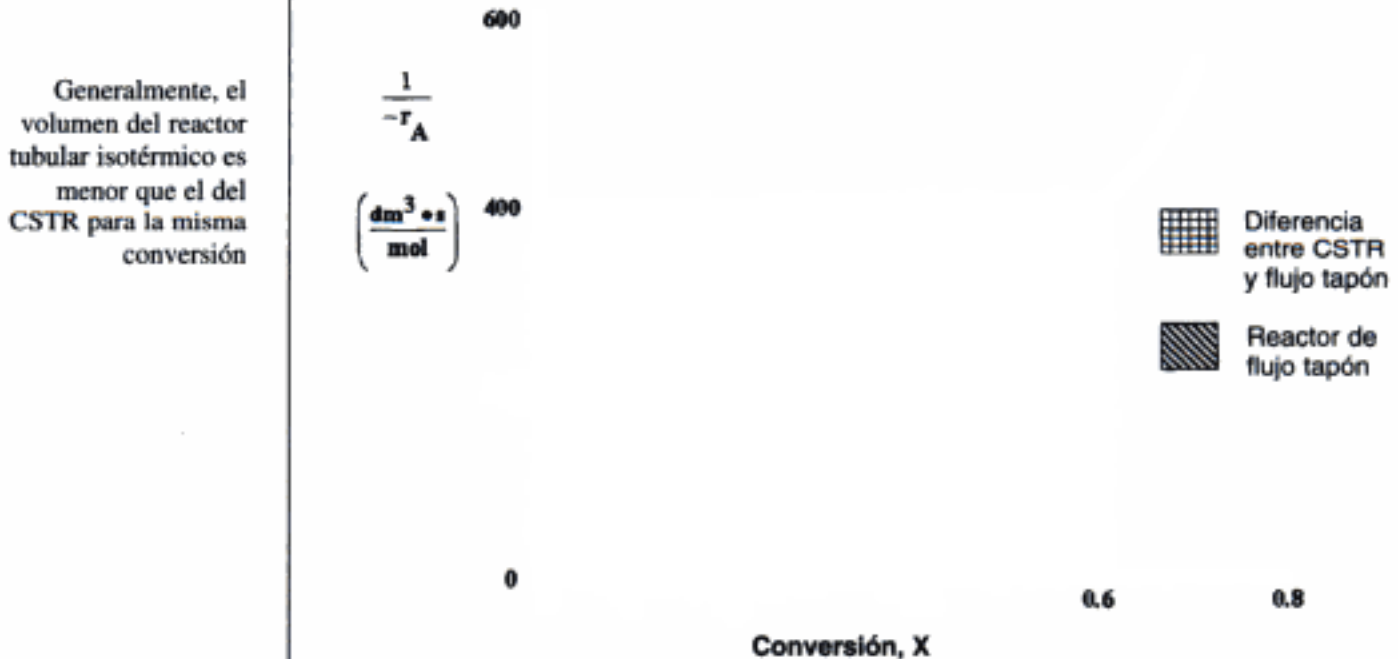 Generalmente, el
volumen del reactor
tubular isotérmico es
menor que el del
CSTR para la misma
conversión
600
1
−r A
(dm³ • s
mol)
400
0
0.6
0.8
Conversión, X
Diferencia
entre CSTR
y flujo tapón
Reactor de
flujo tapón